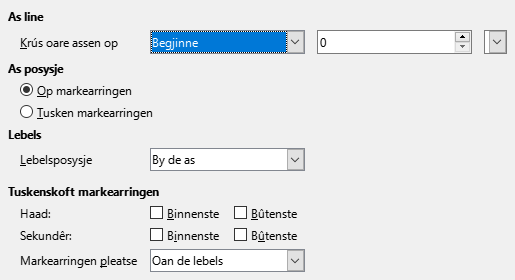 As line
Krús oare assen op Begjinne 0
As posysje
Op markearringen
Tusken markearringen
Lebels
Lebelsposysje By de as
Tuskenskoft markearringen
Haad: Binnenste Bûtenste
Sekundêr: Binnenste Bûtenste
Markearringen pleatse Oan de lebels